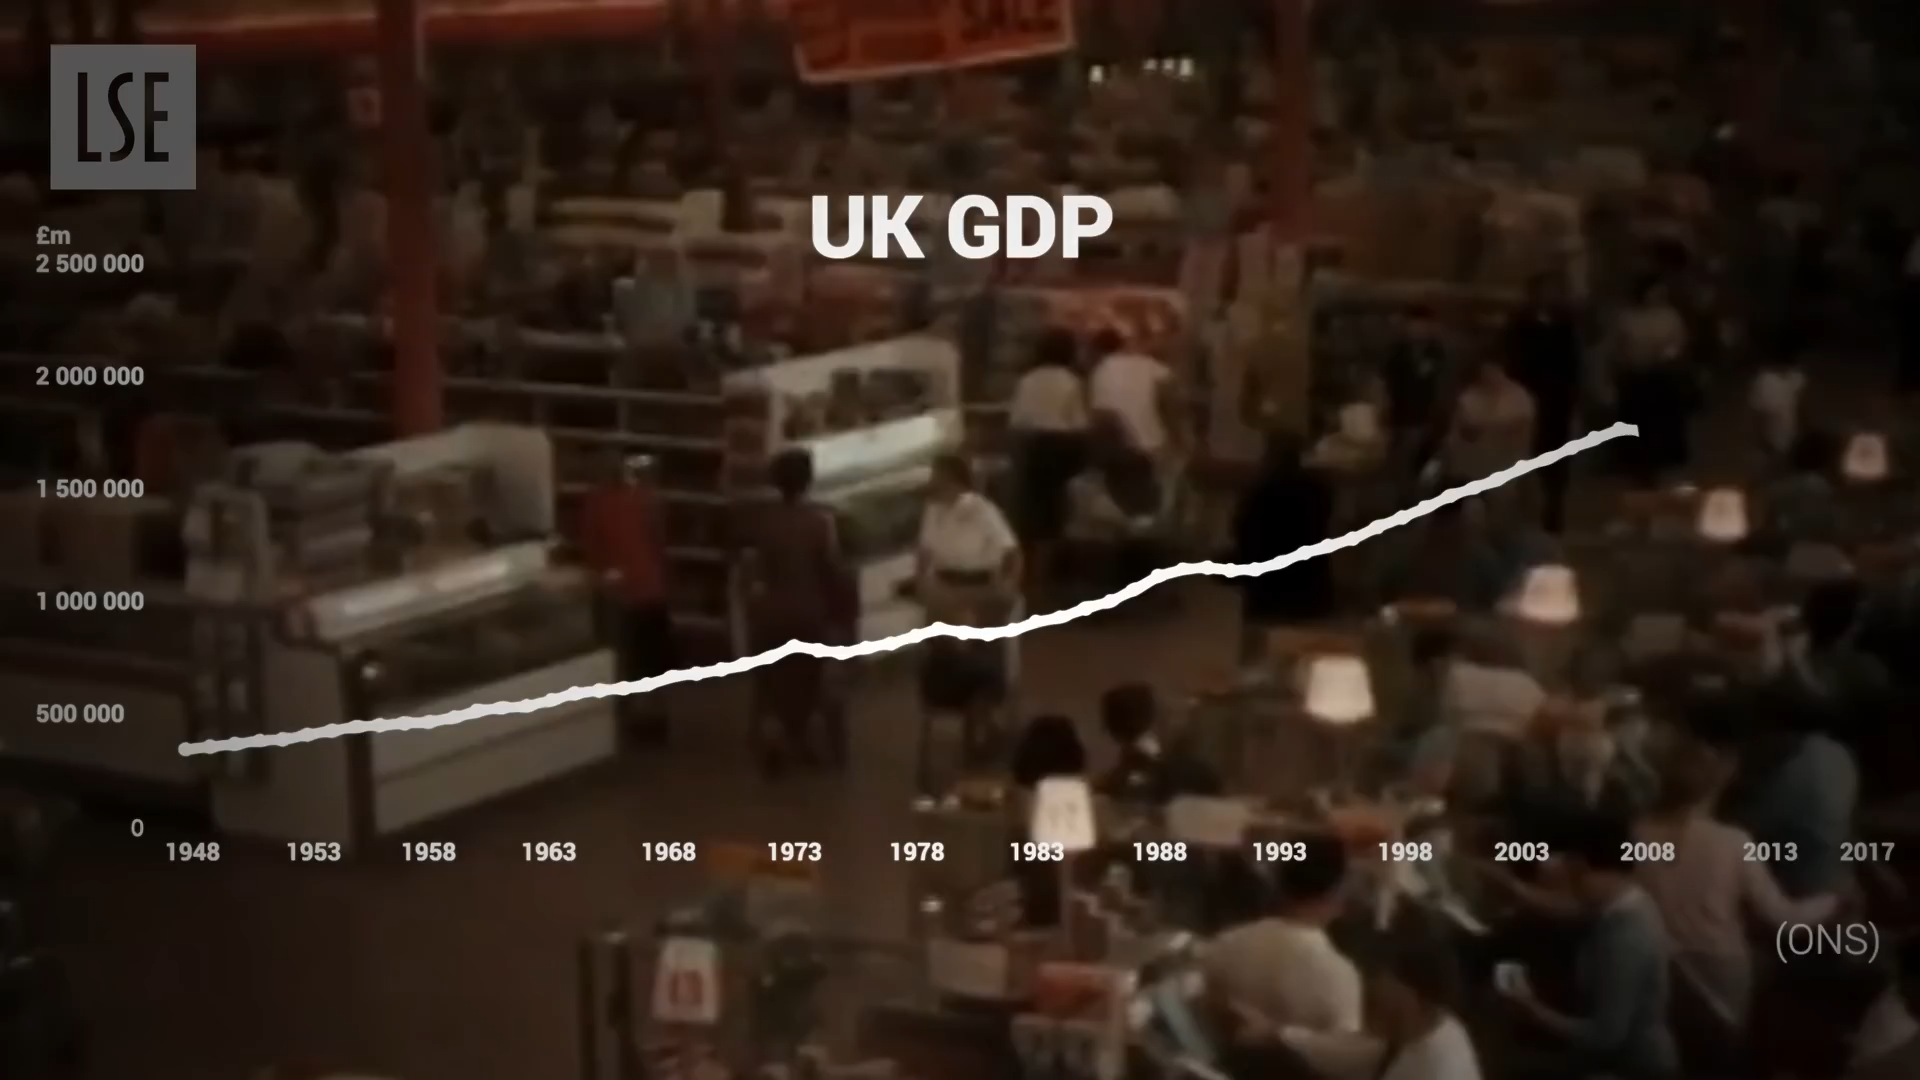 SALE
LSE
UK GDP
£m
2 500 000
2 000 000
1 500 000
1 000 000
500 000
0
1948 1953 1958 1963 1968 1973 1978 1983 1988 1993 1998 2003 2008 2013 2017
(ONS)